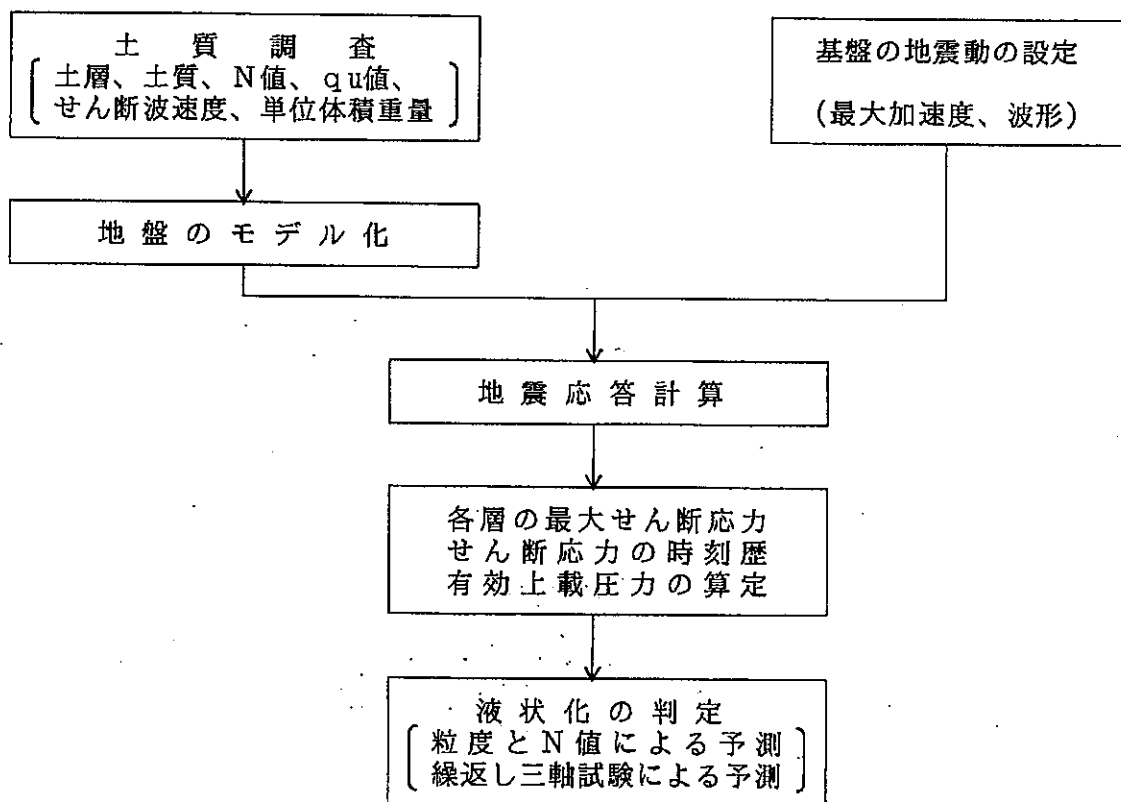 土質調査
土層、土質、N値、qu値、
せん断波速度、単位体積重量
基盤の地震動の設定
(最大加速度、波形)
地盤のモデル化
地震応答計算
各層の最大せん断応力
せん断応力の時刻歴
有効上載圧力の算定
液状化の判定
粒度とN値による予測
繰返し三軸試験による予測